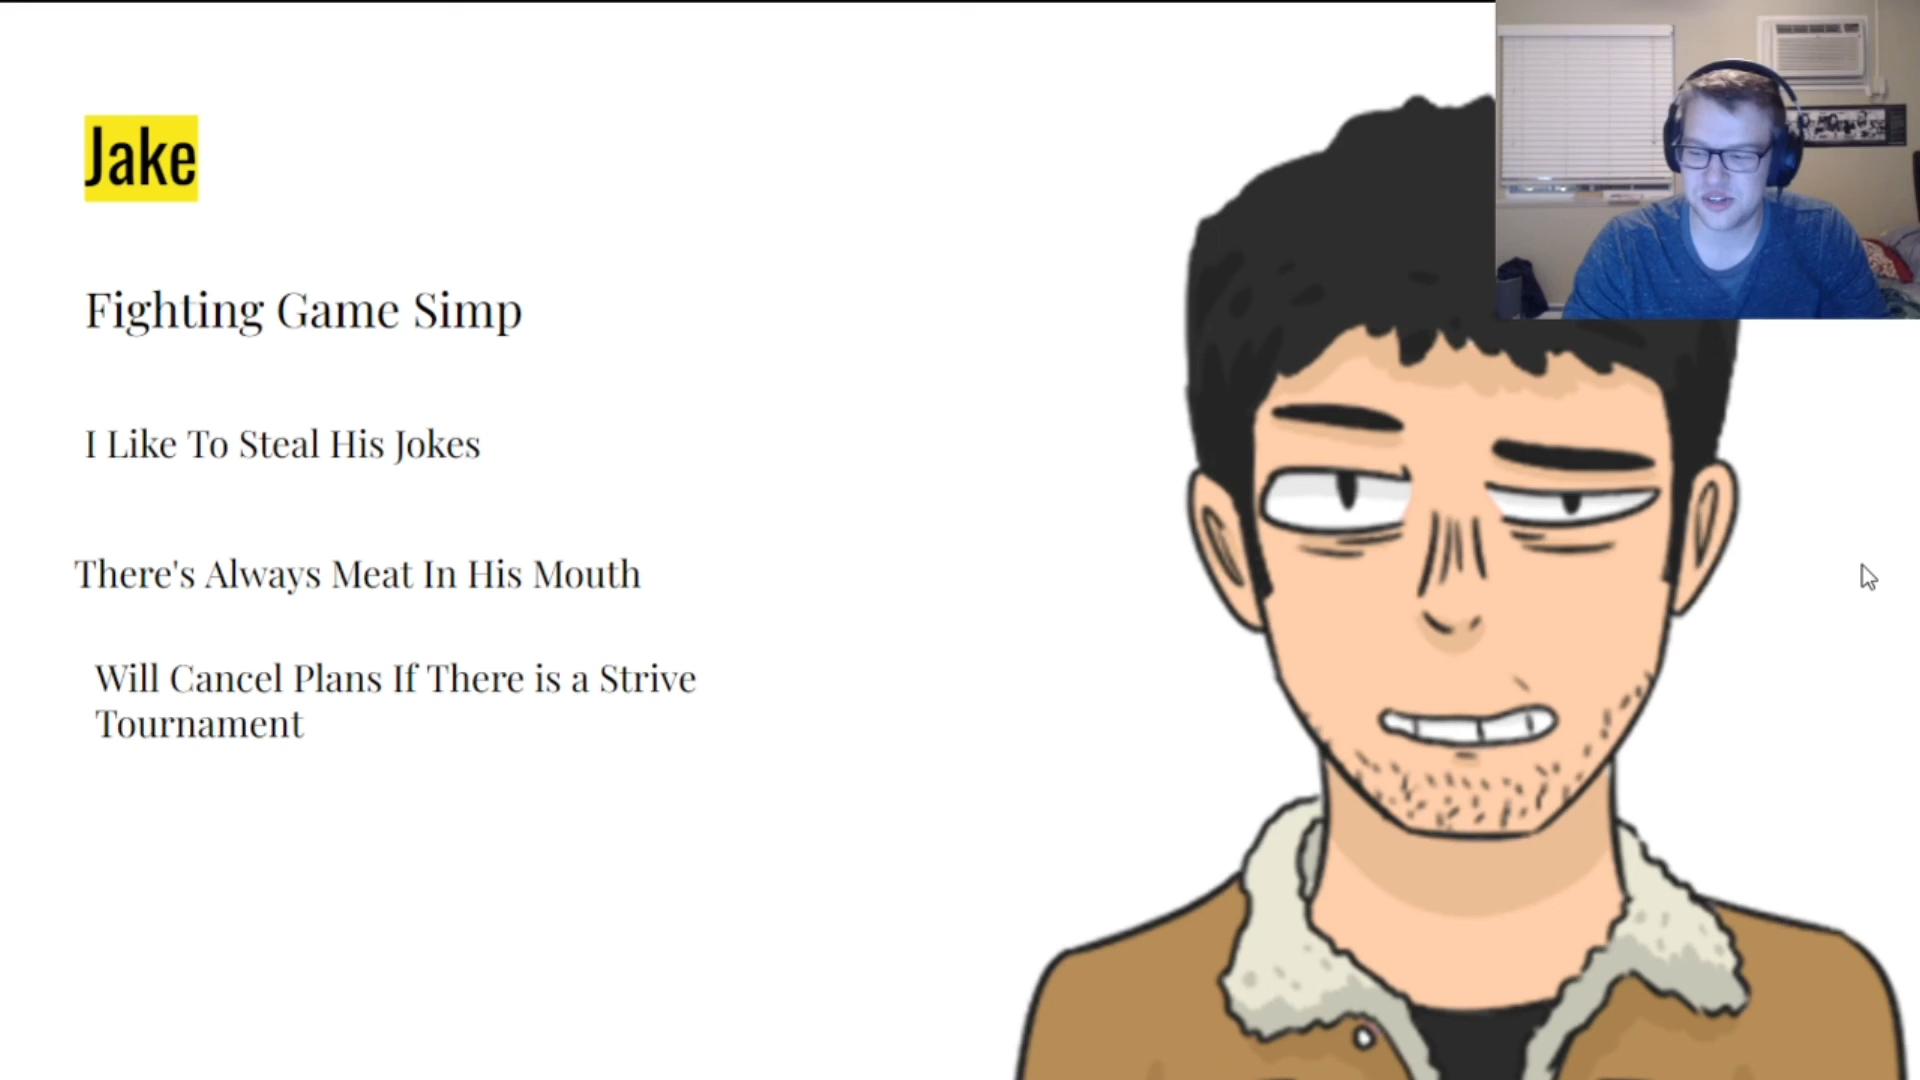 Jake
Fighting Game Simp
I Like To Steal His Jokes
There's Always Meat In His Mouth
Will Cancel Plans If There is a Strive
Tournament